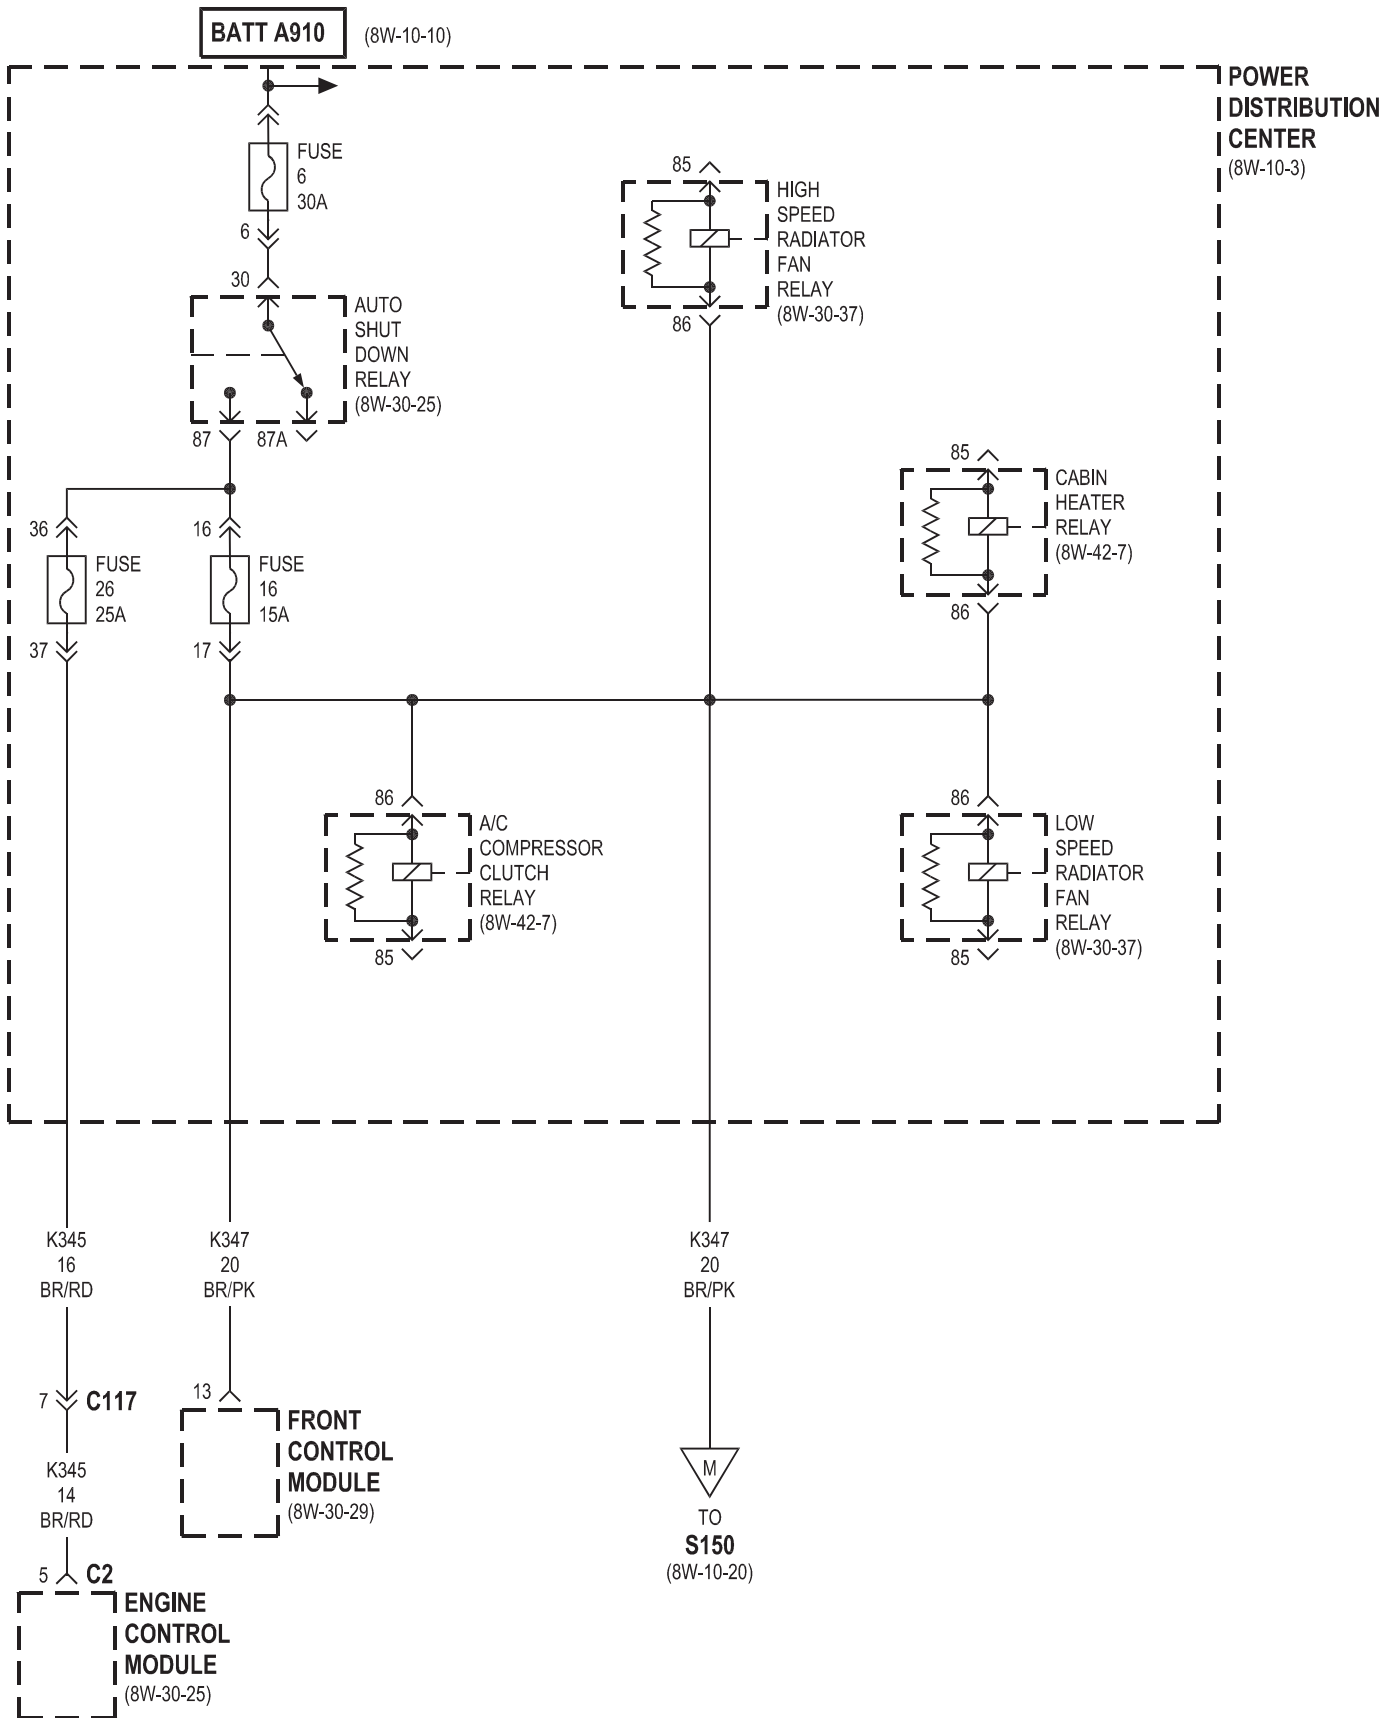 BATT A910 (8W-10-10)
POWER
DISTRIBUTION
CENTER
(8W-10-3)
FUSE
6
30A
6
30
AUTO
SHUT
DOWN
RELAY
(8W-30-25)
87 87A
85
HIGH
SPEED
RADIATOR
FAN
RELAY
(8W-30-37)
86
85
CABIN
HEATER
RELAY
(8W-42-7)
86
36
FUSE
26
25A
37
16
FUSE
16
15A
17
86
A/C
COMPRESSOR
CLUTCH
RELAY
(8W-42-7)
85
86
LOW
SPEED
RADIATOR
FAN
RELAY
(8W-30-37)
85
K345
16
BR/RD
K347
20
BR/PK
K347
20
BR/PK
7 C117
K345
14
BR/RD
5 C2
ENGINE
CONTROL
MODULE
(8W-30-25)
13
FRONT
CONTROL
MODULE
(8W-30-29)
M
TO
S150
(8W-10-20)